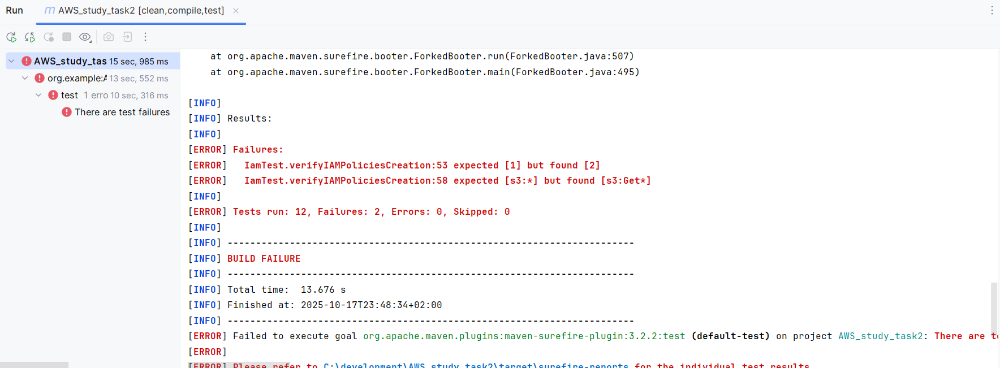 Run
AWS_study_task2 [clean,compile,test]
AWS_study_tas 15 sec, 985 ms
org.example:A 13 sec, 552 ms
test 1 erro 10 sec, 316 ms
There are test failures
at org.apache.maven.surefire.booter.ForkedBooter.run(ForkedBooter.java:507)
at org.apache.maven.surefire.booter.ForkedBooter.main(ForkedBooter.java:495)
[INFO]
[INFO] Results:
[INFO]
[ERROR] Failures:
[ERROR]   IamTest.verifyIAMPoliciesCreation:53 expected [1] but found [2]
[ERROR]   IamTest.verifyIAMPoliciesCreation:58 expected [s3:*] but found [s3:Get*]
[INFO]
[ERROR] Tests run: 12, Failures: 2, Errors: 0, Skipped: 0
[INFO]
[INFO] ------------------------------------------------------------------------
[INFO] BUILD FAILURE
[INFO] ------------------------------------------------------------------------
[INFO] Total time:  13.676 s
[INFO] Finished at: 2025-10-17T23:48:34+02:00
[INFO] ------------------------------------------------------------------------
[ERROR] Failed to execute goal org.apache.maven.plugins:maven-surefire-plugin:3.2.2:test (default-test) on project AWS_study_task2: There are te
[ERROR]
[ERROR] Please refer to C:\development\AWS_study_task2\target\surefire-reports for the individual test results.